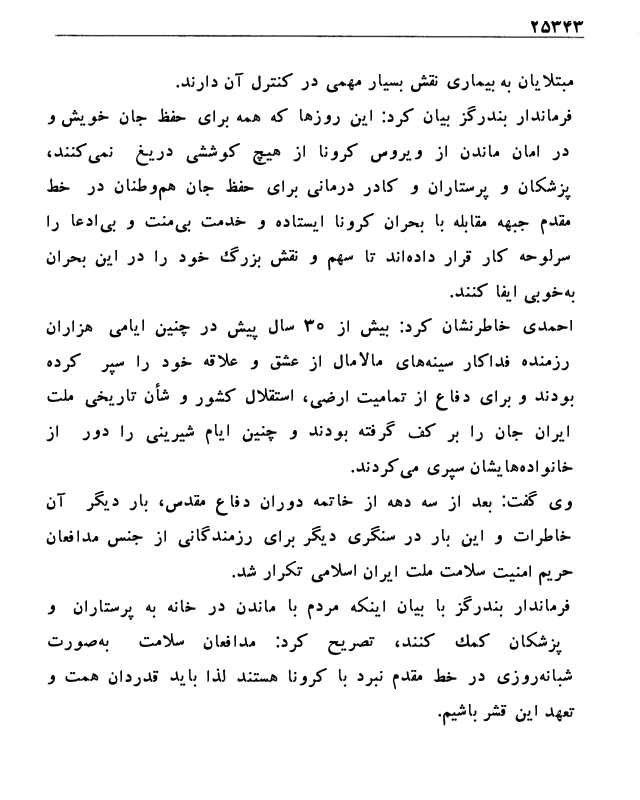 ۲۵۳۴۳
مبتلایان به بیماری نقش بسیار مهمی در کنترل آن دارند.
فرماندار بندرگز بیان کرد: این روزها که همه برای حفظ جان خویش و
در امان ماندن از ویروس کرونا از هیچ کوششی دریغ نمی‌کنند،
پزشکان و پرستاران و کادر درمانی برای حفظ جان هم‌وطنان در خط
مقدم جبهه مقابله با بحران کرونا ایستاده و خدمت بی‌منت و بی‌ادعا را
سرلوحه کار قرار داده‌اند تا سهم و نقش بزرگ خود را در این بحران
به‌خوبی ایفا کنند.
احمدی خاطرنشان کرد: بیش از ۳۰ سال پیش در چنین ایامی هزاران
رزمنده فداکار سینه‌های مالامال از عشق و علاقه خود را سپر کرده
بودند و برای دفاع از تمامیت ارضی، استقلال کشور و شأن تاریخی ملت
ایران جان را بر کف گرفته بودند و چنین ایام شیرینی را دور از
خانواده‌هایشان سپری می‌کردند.
وی گفت: بعد از سه دهه از خاتمه دوران دفاع مقدس، بار دیگر آن
خاطرات و این بار در سنگری دیگر برای رزمندگانی از جنس مدافعان
حریم امنیت سلامت ملت ایران اسلامی تکرار شد.
فرماندار بندرگز با بیان اینکه مردم با ماندن در خانه به پرستاران و
پزشکان کمک کنند، تصریح کرد: مدافعان سلامت به‌صورت
شبانه‌روزی در خط مقدم نبرد با کرونا هستند لذا باید قدردان همت و
تعهد این قشر باشیم.